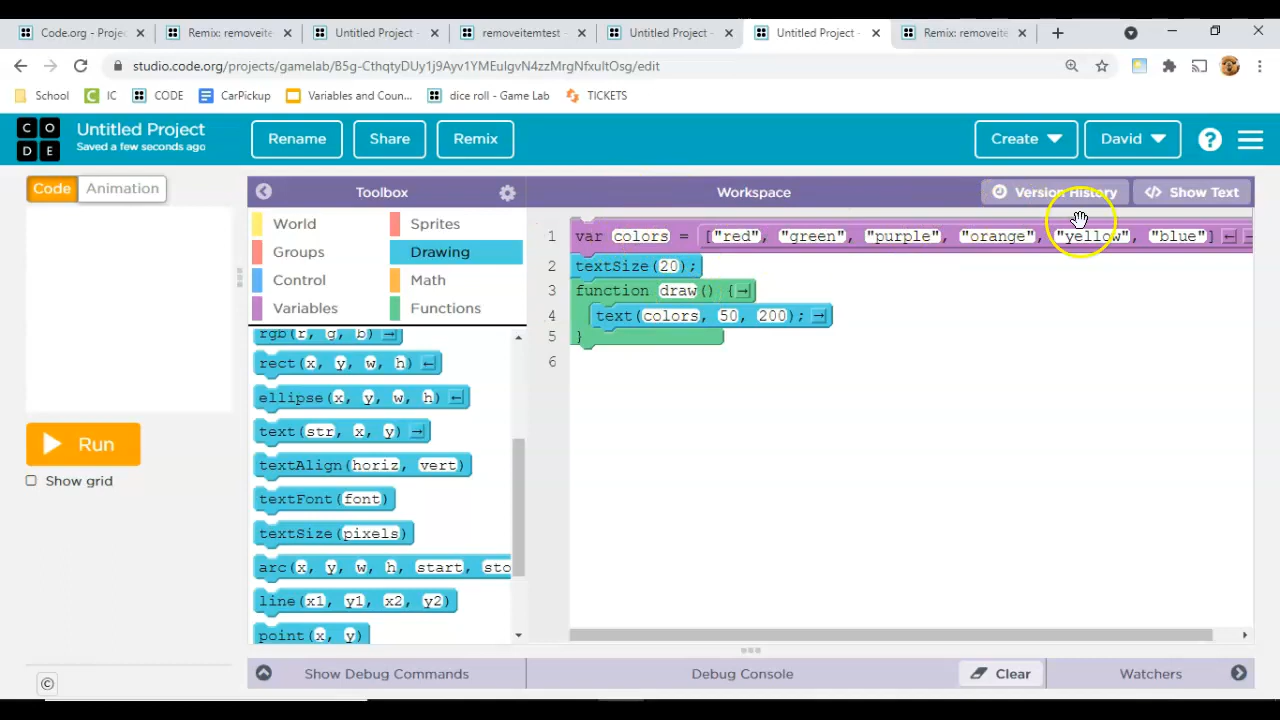 Code.org - Proje
Remix: removeite
Untitled Project -
removeitemtest -
Untitled Project -
Untitled Project -
Remix: removeite
studio.code.org/projects/gamelab/B5g-CthqtyDUy1j9Ayv1YMEuIgvN4zzMrgNfxultOsg/edit
School
IC
CODE
CarPickup
Variables and Coun...
dice roll - Game Lab
TICKETS
C O
D E
Untitled Project
Saved a few seconds ago
Rename
Share
Remix
Create
David
?
Code
Animation
Toolbox
Workspace
Version History
</> Show Text
World
Sprites
Groups
Drawing
Control
Math
Variables
Functions
rgb(r, g, b)
rect(x, y, w, h)
ellipse(x, y, w, h)
text(str, x, y)
textAlign(horiz, vert)
textFont(font)
textSize(pixels)
arc(x, y, w, h, start, sto
line(x1, y1, x2, y2)
point(x, y)
1 var colors = ["red", "green", "purple", "orange", "yellow", "blue"]
2 textSize(20);
3 function draw() {
4 text(colors, 50, 200);
5 }
6
Run
Show grid
©
Show Debug Commands
Debug Console
Clear
Watchers